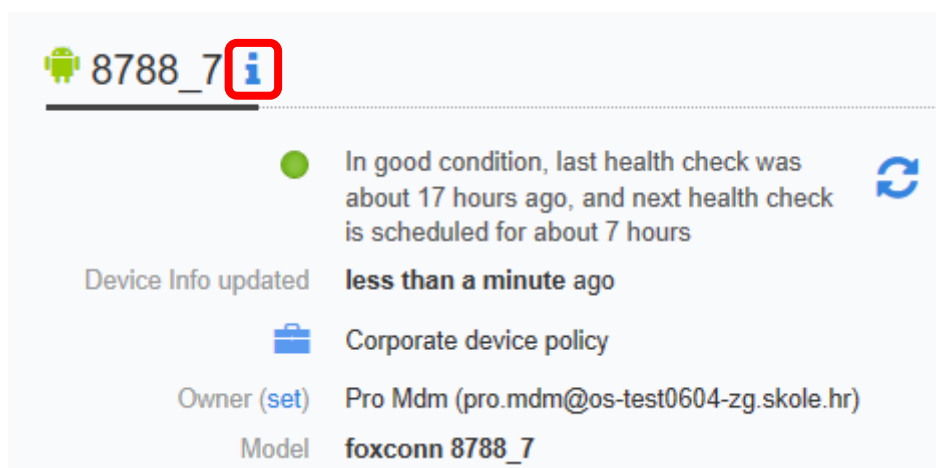 8788_7 i
In good condition, last health check was
about 17 hours ago, and next health check
is scheduled for about 7 hours
Device Info updated less than a minute ago
Corporate device policy
Owner (set) Pro Mdm (pro.mdm@os-test0604-zg.skole.hr)
Model foxconn 8788_7